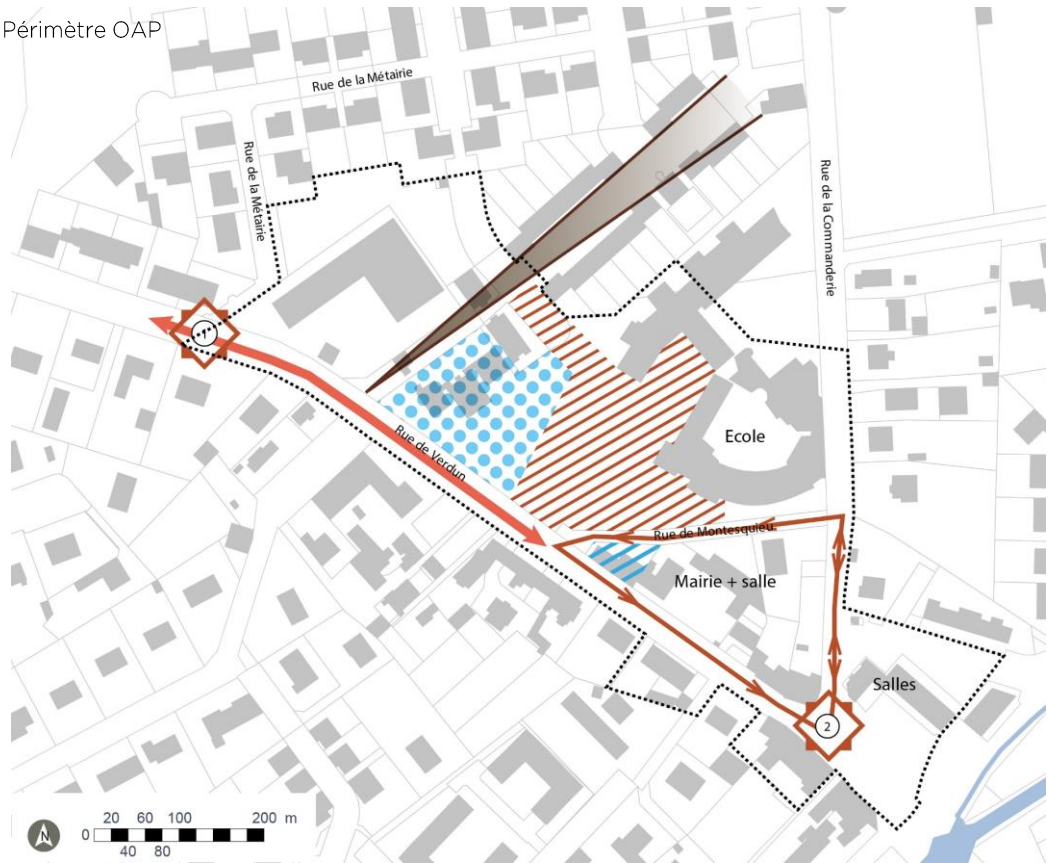 Périmètre OAP
Rue de la Métairie
Rue de la Métairie
Rue de la Commanderie
1
Ecole
Rue de Verdun
Rue de Montesquieu
Mairie + salle
Salles
2
20 60 100 200 m
0
40 80
N